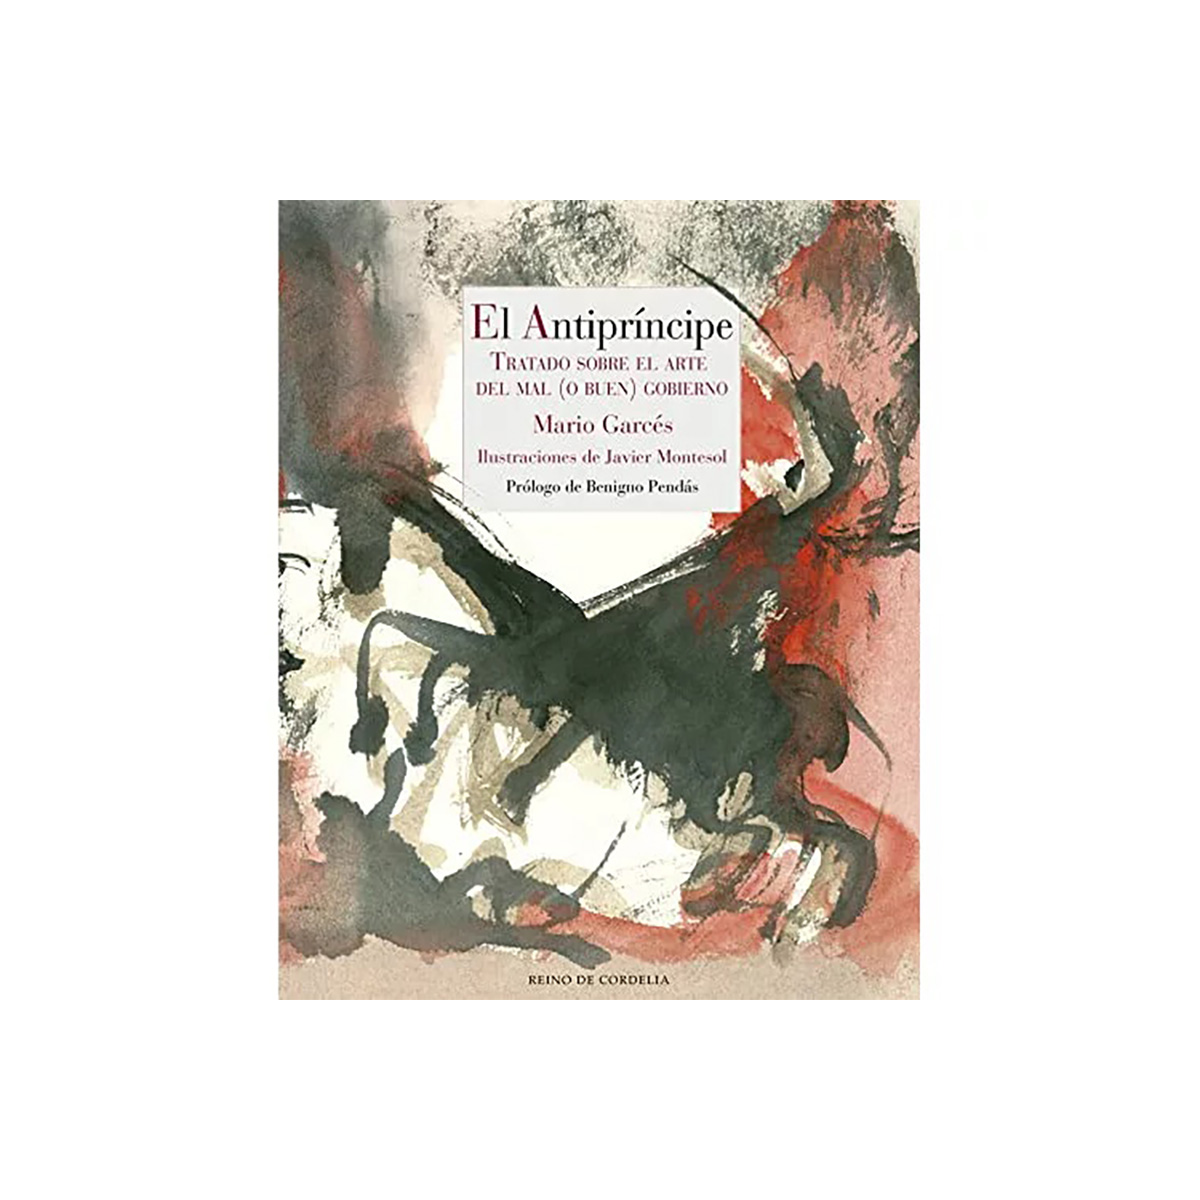 El Antipríncipe
Tratado sobre el arte
del mal (o buen) gobierno
Mario Garcés
Ilustraciones de Javier Montesol
Prólogo de Benigno Pendás
REINO DE CORDELIA